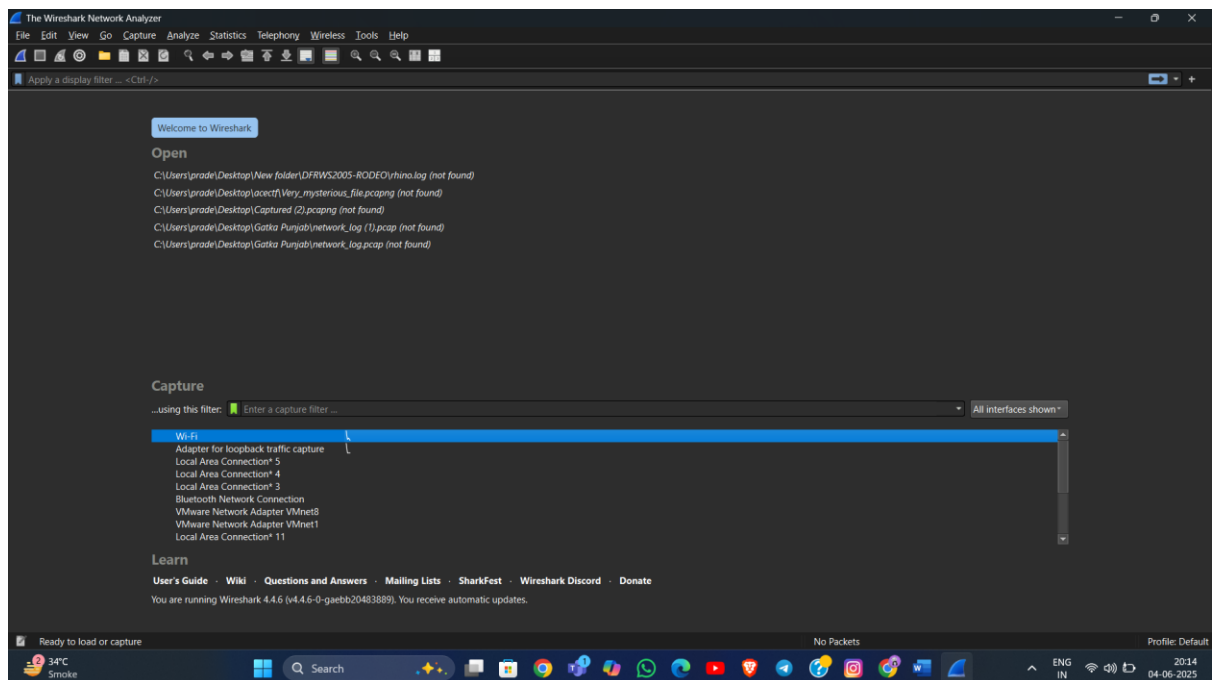 The Wireshark Network Analyzer
File Edit View Go Capture Analyze Statistics Telephony Wireless Tools Help
Apply a display filter ... <Ctrl-/>
Welcome to Wireshark
Open
C:\Users\prade\Desktop\New folder\DFRWS2005-RODEO\rhino.log (not found)
C:\Users\prade\Desktop\acectf\Very_mysterious_file.pcapng (not found)
C:\Users\prade\Desktop\Captured (2).pcapng (not found)
C:\Users\prade\Desktop\Gatka Punjab\network_log (1).pcap (not found)
C:\Users\prade\Desktop\Gatka Punjab\network_log.pcap (not found)
Capture
...using this filter: Enter a capture filter ... All interfaces shown
Wi-Fi
Adapter for loopback traffic capture
Local Area Connection* 5
Local Area Connection* 4
Local Area Connection* 3
Bluetooth Network Connection
VMware Network Adapter VMnet8
VMware Network Adapter VMnet1
Local Area Connection* 11
Learn
User's Guide · Wiki · Questions and Answers · Mailing Lists · SharkFest · Wireshark Discord · Donate
You are running Wireshark 4.4.6 (v4.4.6-0-gaebb20483889). You receive automatic updates.
Ready to load or capture No Packets Profile: Default
2 34°C Search ENG 20:14
Smoke IN 04-06-2025